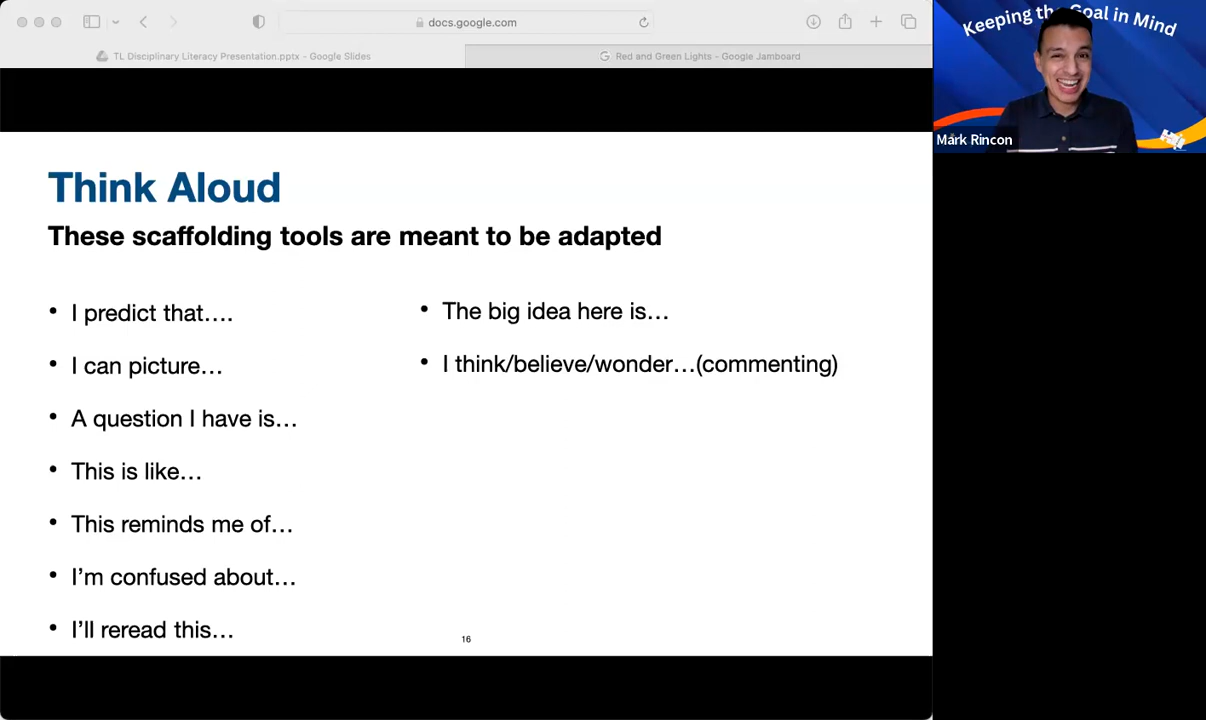 docs.google.com
TL Disciplinary Literacy Presentation.pptx - Google Slides
Red and Green Lights - Google Jamboard
Keeping the Goal in Mind
Mark Rincon
Think Aloud
These scaffolding tools are meant to be adapted
• I predict that….
• I can picture…
• A question I have is…
• This is like…
• This reminds me of…
• I’m confused about…
• I’ll reread this…
• The big idea here is…
• I think/believe/wonder…(commenting)
16